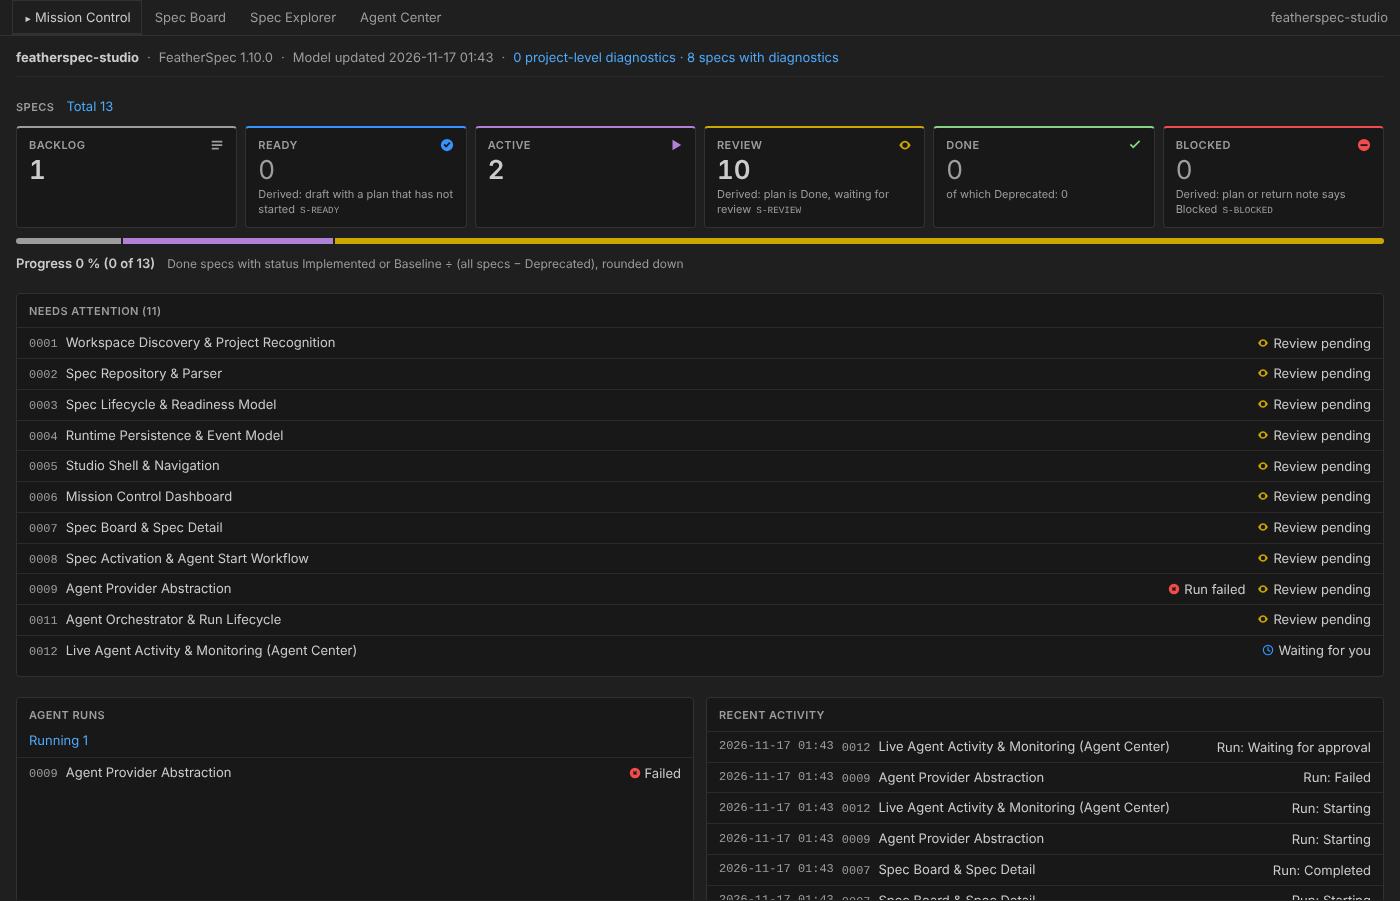 ▸ Mission Control Spec Board Spec Explorer Agent Center featherspec-studio
featherspec-studio · FeatherSpec 1.10.0 · Model updated 2026-11-17 01:43 · 0 project-level diagnostics · 8 specs with diagnostics
SPECS Total 13
BACKLOG
1
READY
0
Derived: draft with a plan that has not
started S-READY
ACTIVE
2
REVIEW
10
Derived: plan is Done, waiting for
review S-REVIEW
DONE
0
of which Deprecated: 0
BLOCKED
0
Derived: plan or return note says
Blocked S-BLOCKED
Progress 0 % (0 of 13) Done specs with status Implemented or Baseline ÷ (all specs − Deprecated), rounded down
NEEDS ATTENTION (11)
0001 Workspace Discovery & Project Recognition Review pending
0002 Spec Repository & Parser Review pending
0003 Spec Lifecycle & Readiness Model Review pending
0004 Runtime Persistence & Event Model Review pending
0005 Studio Shell & Navigation Review pending
0006 Mission Control Dashboard Review pending
0007 Spec Board & Spec Detail Review pending
0008 Spec Activation & Agent Start Workflow Review pending
0009 Agent Provider Abstraction Run failed Review pending
0011 Agent Orchestrator & Run Lifecycle Review pending
0012 Live Agent Activity & Monitoring (Agent Center) Waiting for you
AGENT RUNS
Running 1
0009 Agent Provider Abstraction Failed
RECENT ACTIVITY
2026-11-17 01:43 0012 Live Agent Activity & Monitoring (Agent Center) Run: Waiting for approval
2026-11-17 01:43 0009 Agent Provider Abstraction Run: Failed
2026-11-17 01:43 0012 Live Agent Activity & Monitoring (Agent Center) Run: Starting
2026-11-17 01:43 0009 Agent Provider Abstraction Run: Starting
2026-11-17 01:43 0007 Spec Board & Spec Detail Run: Completed
2026-11-17 01:43 0007 Spec Board & Spec Detail Run: Starting